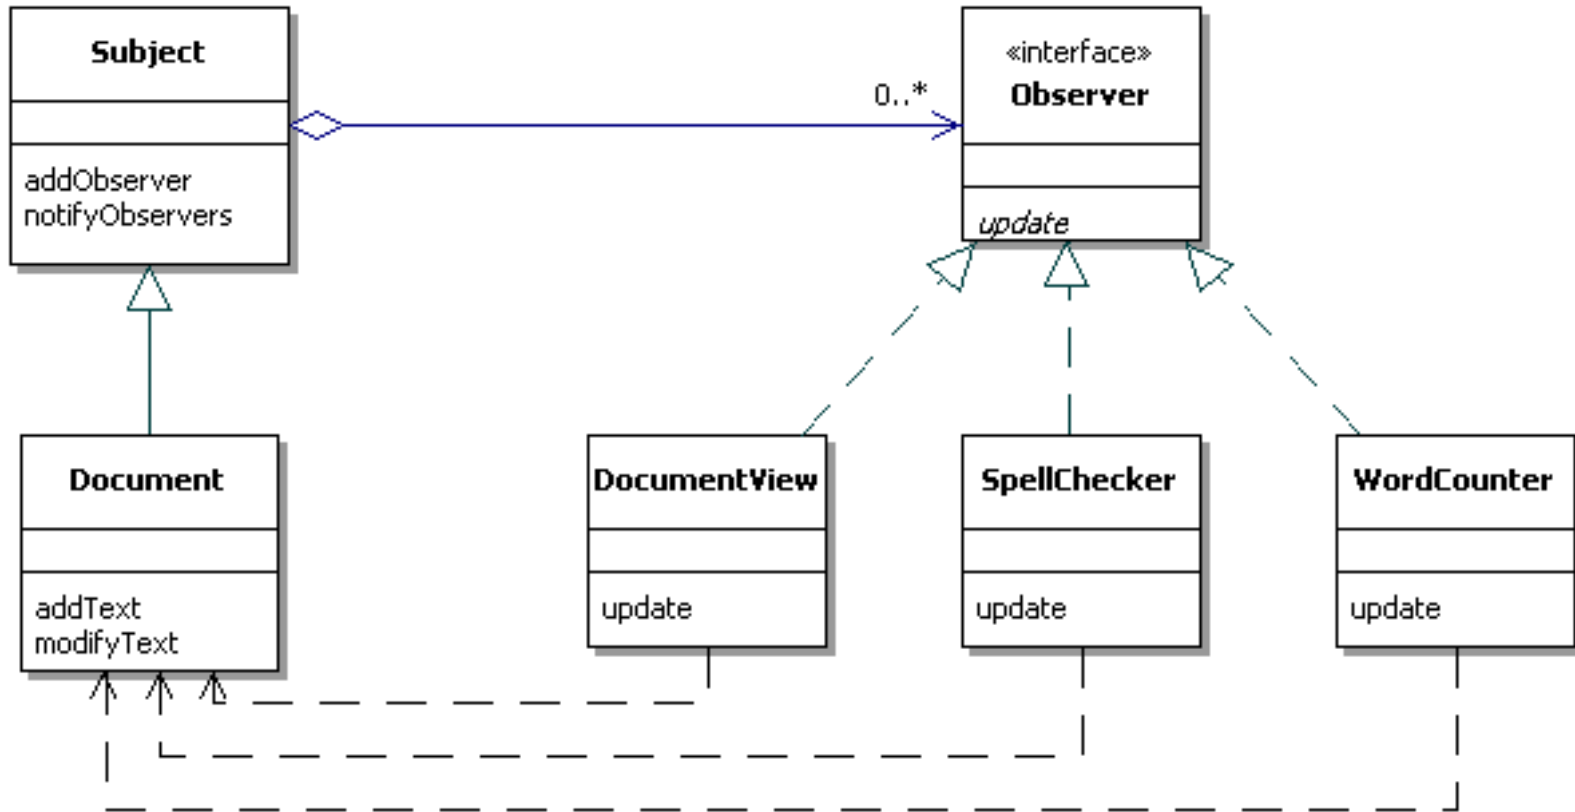 Subject
addObserver
notifyObservers
0..*
«interface»
Observer
update
Document
addText
modifyText
DocumentView
update
SpellChecker
update
WordCounter
update